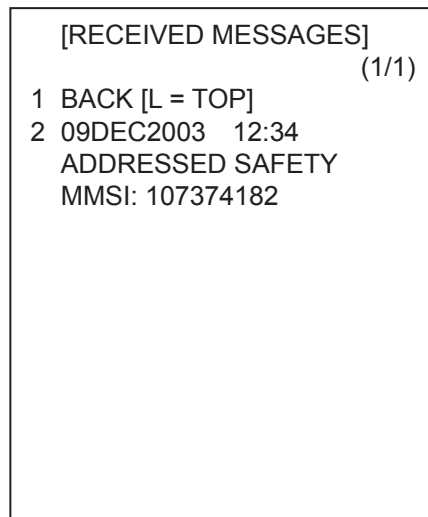 [RECEIVED MESSAGES]
(1/1)
1 BACK [L = TOP]
2 09DEC2003 12:34
ADDRESSED SAFETY
MMSI: 107374182